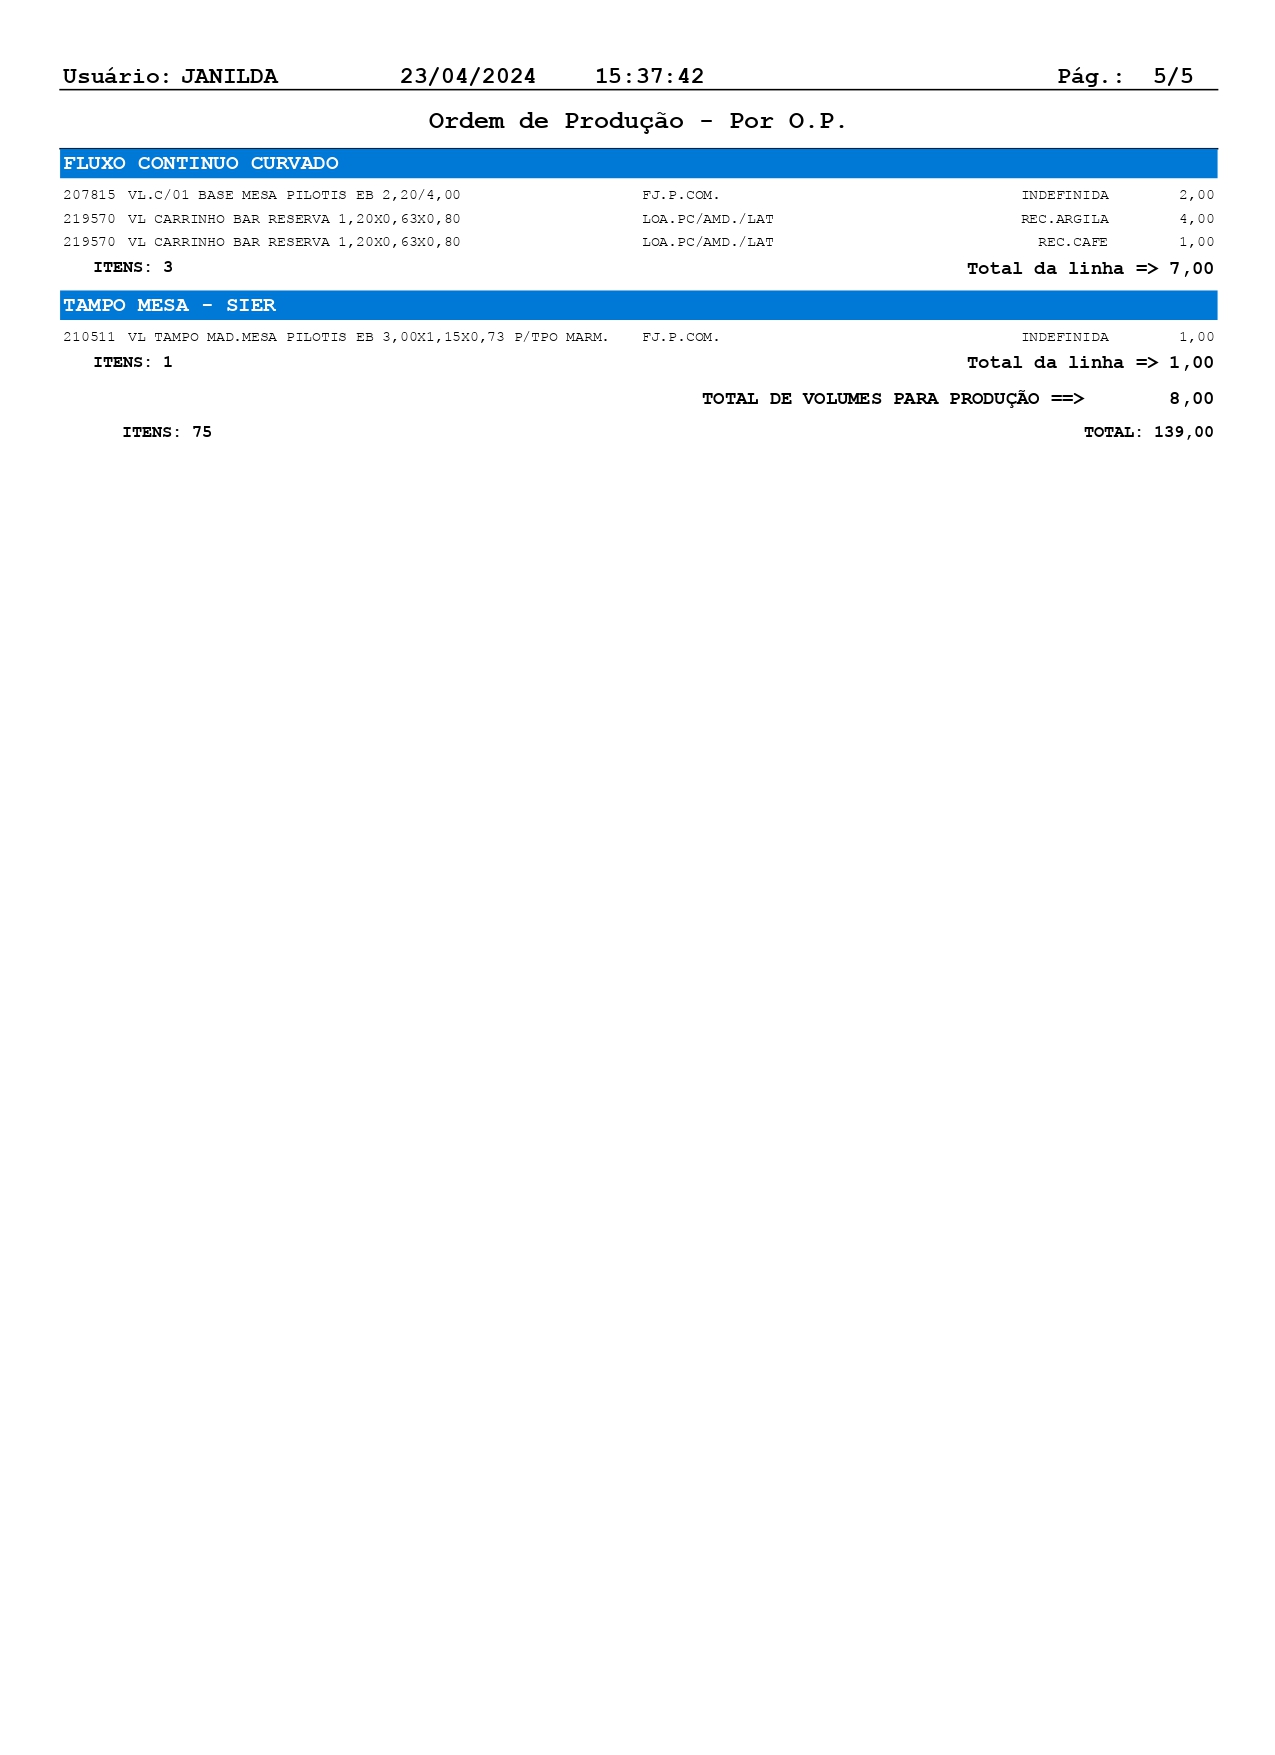 Usuário: JANILDA 23/04/2024 15:37:42 Pág.: 5/5
Ordem de Produção - Por O.P.
FLUXO CONTINUO CURVADO
207815 VL.C/01 BASE MESA PILOTIS EB 2,20/4,00 FJ.P.COM. INDEFINIDA 2,00
219570 VL CARRINHO BAR RESERVA 1,20X0,63X0,80 LOA.PC/AMD./LAT REC.ARGILA 4,00
219570 VL CARRINHO BAR RESERVA 1,20X0,63X0,80 LOA.PC/AMD./LAT REC.CAFE 1,00
ITENS: 3 Total da linha => 7,00
TAMPO MESA - SIER
210511 VL TAMPO MAD.MESA PILOTIS EB 3,00X1,15X0,73 P/TPO MARM. FJ.P.COM. INDEFINIDA 1,00
ITENS: 1 Total da linha => 1,00
TOTAL DE VOLUMES PARA PRODUÇÃO ==> 8,00
ITENS: 75 TOTAL: 139,00